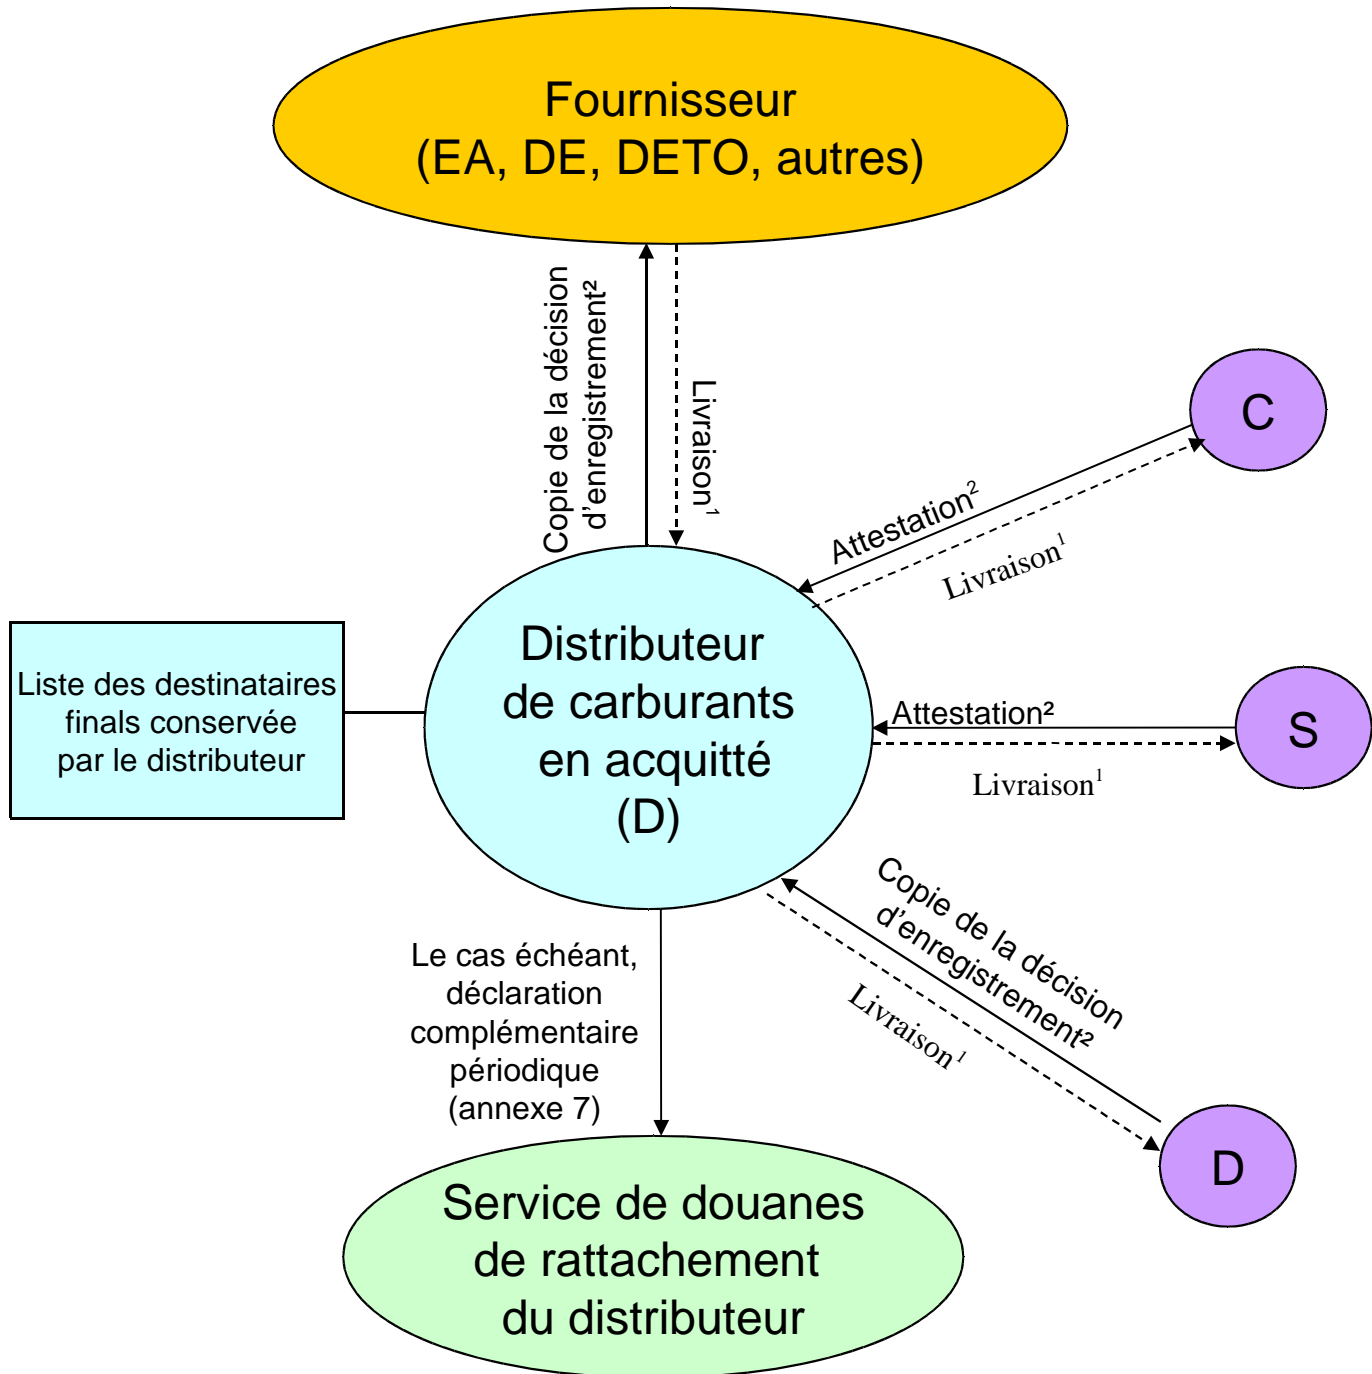 Fournisseur
(EA, DE, DETO, autres)
Copie de la décision
d'enregistrement²
Livraison¹
C
Attestation²
Livraison¹
Liste des destinataires
finals conservée
par le distributeur
Distributeur
de carburants
en acquitté
(D)
Attestation²
Livraison¹
S
Copie de la décision
d'enregistrement²
Livraison¹
D
Le cas échéant,
déclaration
complémentaire
périodique
(annexe 7)
Service de douanes
de rattachement
du distributeur